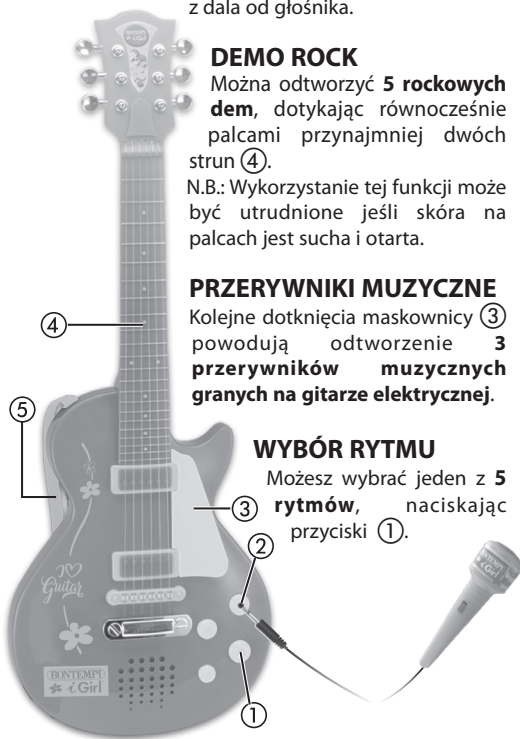 z dala od głośnika.
DEMO ROCK
Można odtworzyć 5 rockowych
dem, dotykając równocześnie
palcami przynajmniej dwóch
strun ④.
N.B.: Wykorzystanie tej funkcji może
być utrudnione jeśli skóra na
palcach jest sucha i otarta.
PRZERYWNIKI MUZYCZNE
Kolejne dotknięcia maskownicy ③
powodują odtworzenie 3
przerywników muzycznych
granych na gitarze elektrycznej.
WYBÓR RYTMU
Możesz wybrać jeden z 5
rytmów, naciskając
przyciski ①.
④
⑤
③
②
①
I
Guitar
BONTEMPI
iGirl
BONTEMPI
iGirl